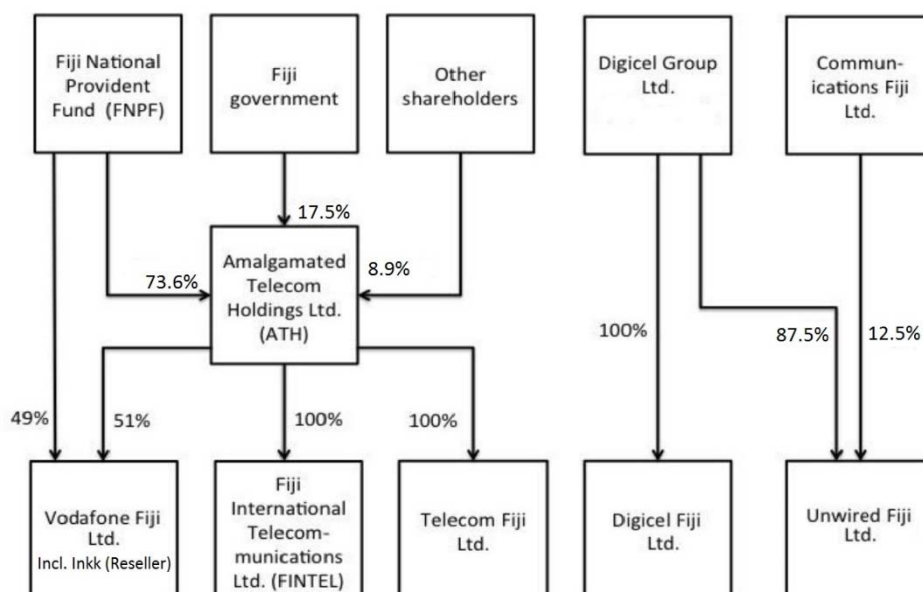 Fiji National
Provident
Fund (FNPF)
Fiji
government
Other
shareholders
Digicel Group
Ltd.
Commun-
ications Fiji
Ltd.
17.5%
73.6%
Amalgamated
Telecom
Holdings Ltd.
(ATH)
8.9%
100%
87.5%
12.5%
49%
51%
100%
100%
Vodafone Fiji
Ltd.
Incl. Inkk (Reseller)
Fiji
International
Telecom-
munications
Ltd. (FINTEL)
Telecom Fiji
Ltd.
Digicel Fiji
Ltd.
Unwired Fiji
Ltd.